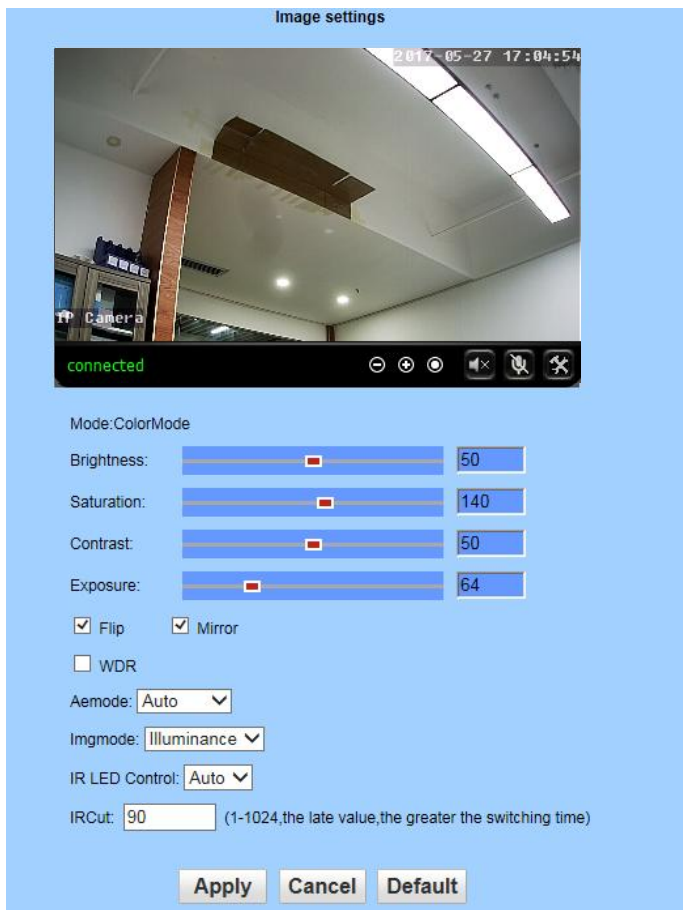 Image settings
2017-05-27 17:04:54
IP Camera
connected
Mode:ColorMode
Brightness: 50
Saturation: 140
Contrast: 50
Exposure: 64
Flip Mirror
WDR
Aemode: Auto
Imgmode: Illuminance
IR LED Control: Auto
IRCut: 90 (1-1024,the late value,the greater the switching time)
Apply Cancel Default